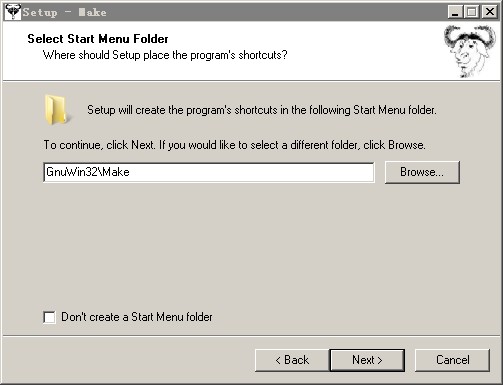 Setup - Make
Select Start Menu Folder
Where should Setup place the program's shortcuts?
Setup will create the program's shortcuts in the following Start Menu folder.
To continue, click Next. If you would like to select a different folder, click Browse.
GnuWin32\Make
Browse...
Don't create a Start Menu folder
< Back
Next >
Cancel